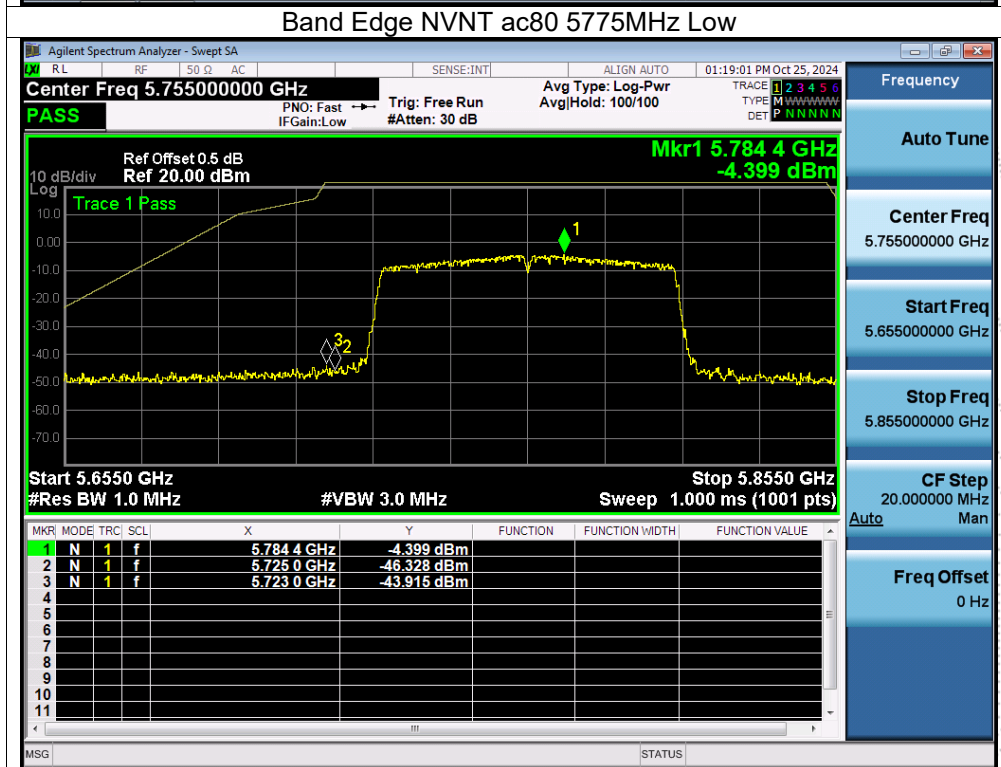 Band Edge NVNT ac80 5775MHz Low
Agilent Spectrum Analyzer - Swept SA
LXI RL RF 50 Ω AC SENSE:INT ALIGN AUTO 01:19:01 PM Oct 25, 2024
Center Freq 5.755000000 GHz
PASS
PNO: Fast
IFGain:Low
Trig: Free Run
#Atten: 30 dB
Avg Type: Log-Pwr
Avg|Hold: 100/100
TRACE 1 2 3 4 5 6
TYPE M WWWWW
DET P N N N N N
Mkr1 5.784 4 GHz
-4.399 dBm
Ref Offset 0.5 dB
10 dB/div Ref 20.00 dBm
Log
Trace 1 Pass
10.0
0.00
-10.0
-20.0
-30.0
-40.0
-50.0
-60.0
-70.0
1
3
2
Start 5.6550 GHz Stop 5.8550 GHz
#Res BW 1.0 MHz #VBW 3.0 MHz Sweep 1.000 ms (1001 pts)
MKR MODE TRC SCL X Y FUNCTION FUNCTION WIDTH FUNCTION VALUE
1 N 1 f 5.784 4 GHz -4.399 dBm
2 N 1 f 5.725 0 GHz -46.328 dBm
3 N 1 f 5.723 0 GHz -43.915 dBm
4
5
6
7
8
9
10
11
MSG STATUS
Frequency
Auto Tune
Center Freq
5.755000000 GHz
Start Freq
5.655000000 GHz
Stop Freq
5.855000000 GHz
CF Step
20.000000 MHz
Auto Man
Freq Offset
0 Hz